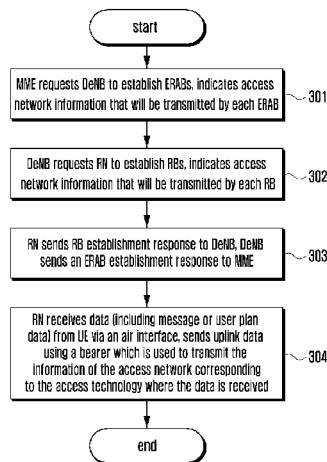 start
MME requests DeNB to establish ERABs, indicates access
network information that will be transmitted by each ERAB
301
DeNB requests RN to establish RBs, indicates access
network information that will be transmitted by each RB
302
RN sends RB establishment response to DeNB, DeNB
sends an ERAB establishment response to MME
303
RN receives data (including message or user plan
data) from UE via an air interface, sends uplink data
using a bearer which is used to transmit the
information of the access network corresponding
to the access technology where the data is received
304
end